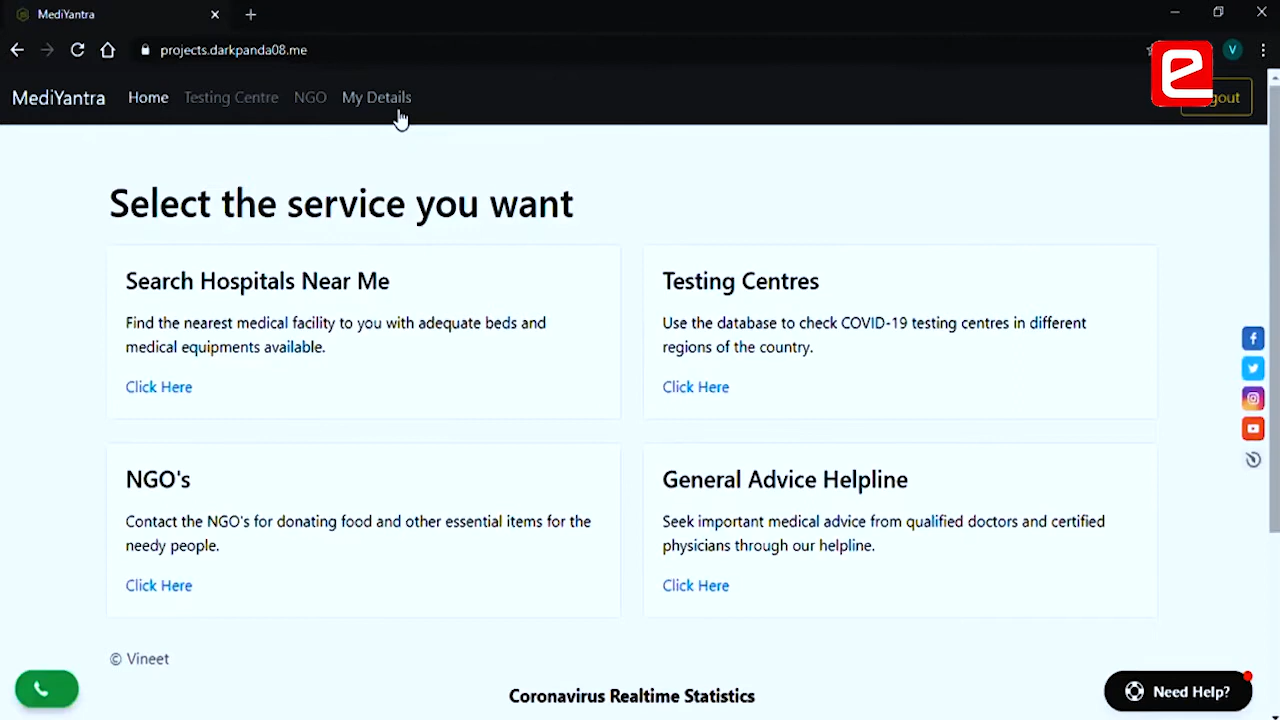 MediYantra
projects.darkpanda08.me
V
MediYantra Home Testing Centre NGO My Details
Select the service you want
Search Hospitals Near Me
Find the nearest medical facility to you with adequate beds and
medical equipments available.
Click Here
Testing Centres
Use the database to check COVID-19 testing centres in different
regions of the country.
Click Here
NGO's
Contact the NGO's for donating food and other essential items for the
needy people.
Click Here
General Advice Helpline
Seek important medical advice from qualified doctors and certified
physicians through our helpline.
Click Here
© Vineet
Coronavirus Realtime Statistics
Need Help?